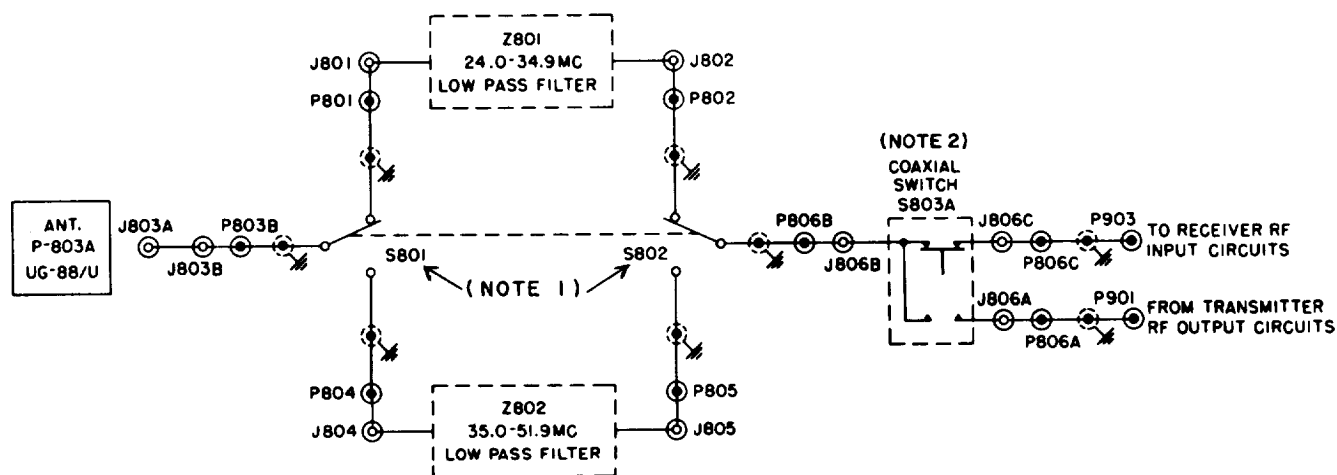 Z801
24.0-34.9MC
LOW PASS FILTER
J801
J802
P801
P802
(NOTE 2)
COAXIAL
SWITCH
S803A
ANT.
P-803A
UG-88/U
J803A
P803B
J803B
S801
S802
(NOTE 1)
P806B
J806B
J806C
P903
P806C
TO RECEIVER RF
INPUT CIRCUITS
J806A
P901
P806A
FROM TRANSMITTER
RF OUTPUT CIRCUITS
P804
P805
J804
J805
Z802
35.0-51.9MC
LOW PASS FILTER